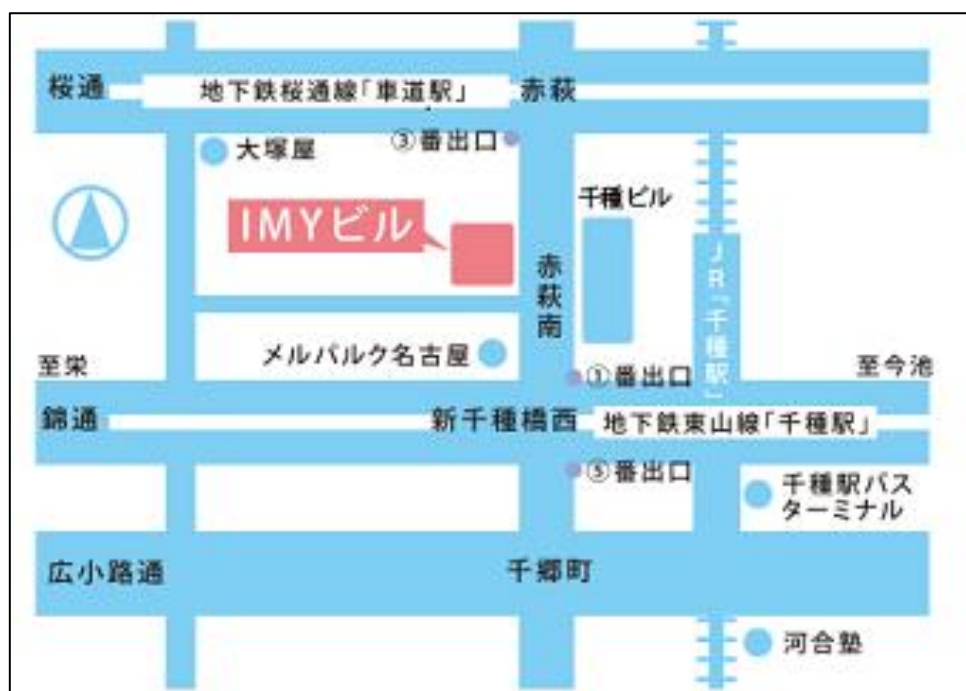 桜通
地下鉄桜通線「車道駅」
赤萩
③番出口
大塚屋
千種ビル
IMYビル
赤萩南
JR「千種駅」
メルパルク名古屋
至栄
至今池
①番出口
錦通
新千種橋西
地下鉄東山線「千種駅」
⑤番出口
千種駅バス
ターミナル
広小路通
千郷町
河合塾